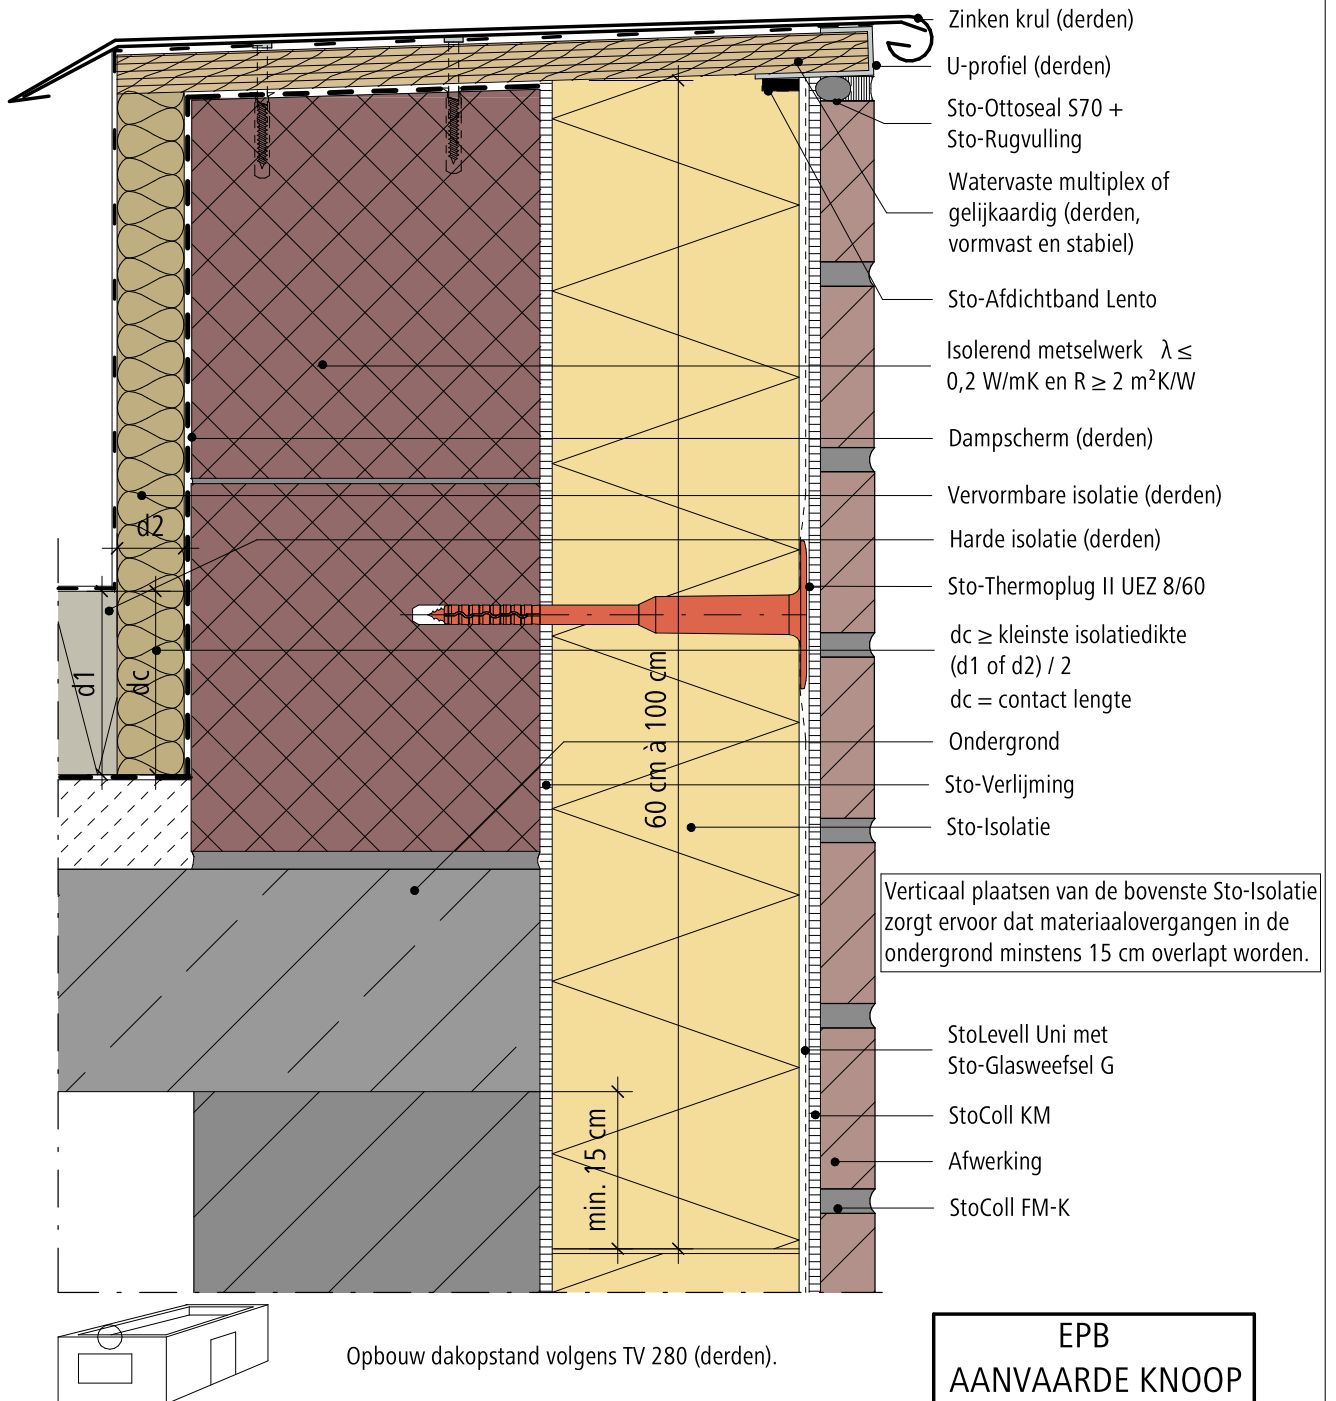 Zinken krul (derden)
U-profiel (derden)
Sto-Ottoseal S70 +
Sto-Rugvulling
Watervaste multiplex of
gelijkaardig (derden,
vormvast en stabiel)
Sto-Afdichtband Lento
Isolerend metselwerk λ ≤
0,2 W/mK en R ≥ 2 m²K/W
Dampscherm (derden)
Vervormbare isolatie (derden)
Harde isolatie (derden)
Sto-Thermoplug II UEZ 8/60
dc ≥ kleinste isolatiedikte
(d1 of d2) / 2
dc = contact lengte
Ondergrond
Sto-Verlijming
Sto-Isolatie
Verticaal plaatsen van de bovenste Sto-Isolatie
zorgt ervoor dat materiaalovergangen in de
ondergrond minstens 15 cm overlapt worden.
StoLevell Uni met
Sto-Glasweefsel G
StoColl KM
Afwerking
StoColl FM-K
d2
d1
dc
60 cm à 100 cm
min. 15 cm
Opbouw dakopstand volgens TV 280 (derden).
EPB
AANVAARDE KNOOP